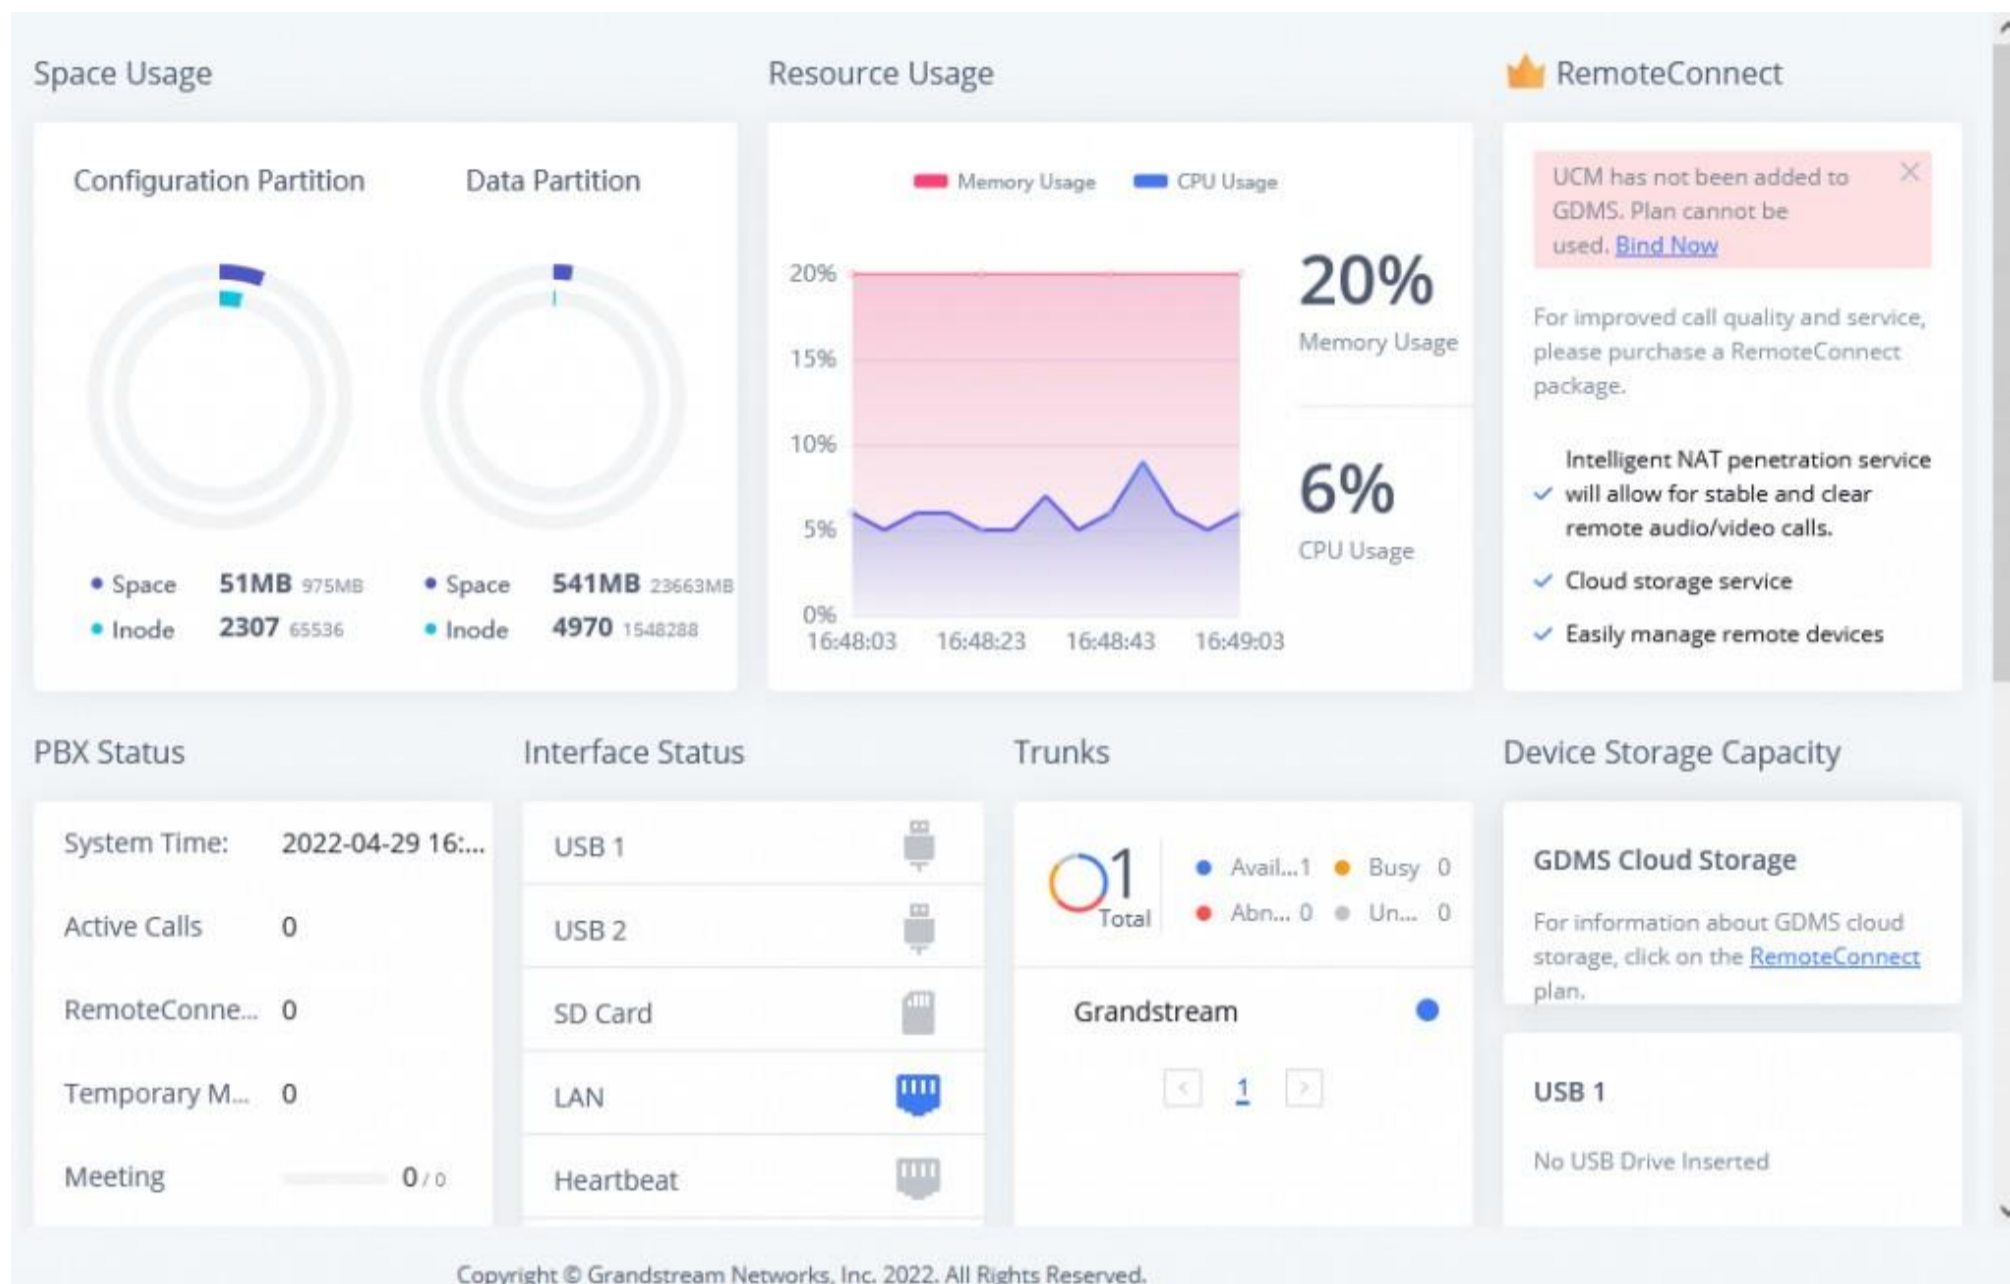 Space Usage
Configuration Partition
Data Partition
Space 51MB 975MB
Inode 2307 65536
Space 541MB 23663MB
Inode 4970 1548288
Resource Usage
Memory Usage CPU Usage
20%
15%
10%
5%
0%
16:48:03 16:48:23 16:48:43 16:49:03
20%
Memory Usage
6%
CPU Usage
RemoteConnect
UCM has not been added to
GDMS. Plan cannot be
used. Bind Now
For improved call quality and service,
please purchase a RemoteConnect
package.
Intelligent NAT penetration service
will allow for stable and clear
remote audio/video calls.
Cloud storage service
Easily manage remote devices
PBX Status
System Time: 2022-04-29 16:...
Active Calls 0
RemoteConne... 0
Temporary M... 0
Meeting 0 / 0
Interface Status
USB 1
USB 2
SD Card
LAN
Heartbeat
Trunks
1
Total
Avail...1 Busy 0
Abn... 0 Un... 0
Grandstream
< 1 >
Device Storage Capacity
GDMS Cloud Storage
For information about GDMS cloud
storage, click on the RemoteConnect
plan.
USB 1
No USB Drive Inserted
Copyright © Grandstream Networks, Inc. 2022. All Rights Reserved.